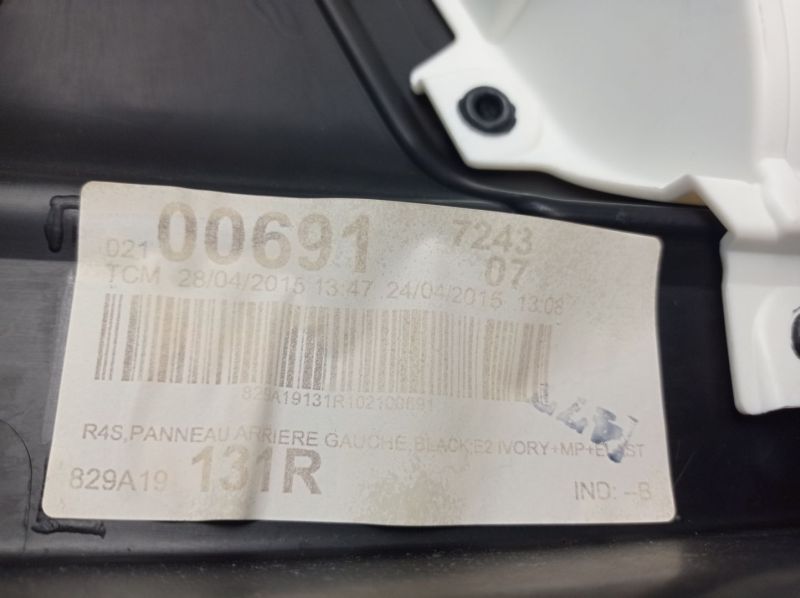 021 00691 7243
07
TCM 28/04/2015 13:47 24/04/2015 13:08
829A19131R102100691
R4S,PANNEAU ARRIERE GAUCHE,BLACK,E2 IVORY+MP+
829A19 131R IND: --B